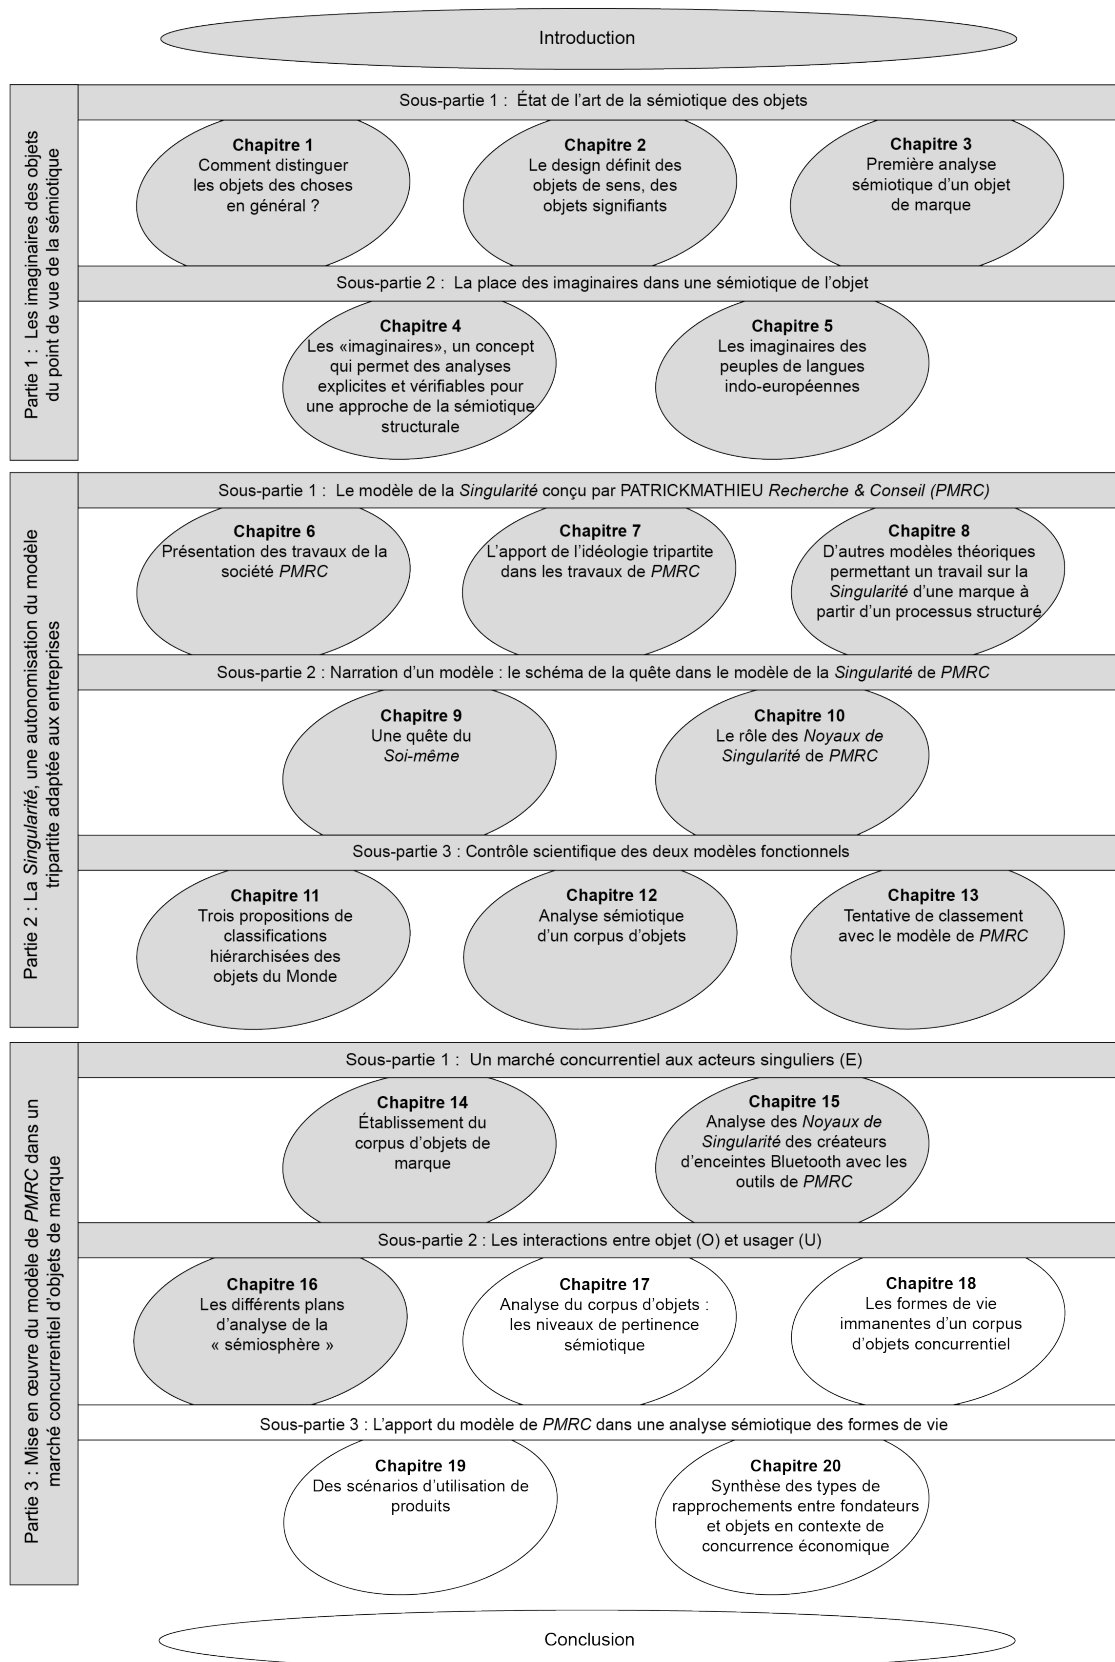 Introduction
Partie 1 : Les imaginaires des objets
du point de vue de la sémiotique
Sous-partie 1 : État de l’art de la sémiotique des objets
Chapitre 1
Comment distinguer
les objets des choses
en général ?
Chapitre 2
Le design définit des
objets de sens, des
objets signifiants
Chapitre 3
Première analyse
sémiotique d’un objet
de marque
Sous-partie 2 : La place des imaginaires dans une sémiotique de l’objet
Chapitre 4
Les «imaginaires», un concept
qui permet des analyses
explicites et vérifiables pour
une approche de la sémiotique
structurale
Chapitre 5
Les imaginaires des
peuples de langues
indo-européennes
Partie 2 : La Singularité, une autonomisation du modèle
tripartite adaptée aux entreprises
Sous-partie 1 : Le modèle de la Singularité conçu par PATRICKMATHIEU Recherche & Conseil (PMRC)
Chapitre 6
Présentation des travaux de la
société PMRC
Chapitre 7
L’apport de l’idéologie tripartite
dans les travaux de PMRC
Chapitre 8
D’autres modèles théoriques
permettant un travail sur la
Singularité d’une marque à
partir d’un processus structuré
Sous-partie 2 : Narration d’un modèle : le schéma de la quête dans le modèle de la Singularité de PMRC
Chapitre 9
Une quête du
Soi-même
Chapitre 10
Le rôle des Noyaux de
Singularité de PMRC
Sous-partie 3 : Contrôle scientifique des deux modèles fonctionnels
Chapitre 11
Trois propositions de
classifications
hiérarchisées des
objets du Monde
Chapitre 12
Analyse sémiotique
d’un corpus d’objets
Chapitre 13
Tentative de classement
avec le modèle de PMRC
Partie 3 : Mise en œuvre du modèle de PMRC dans un
marché concurrentiel d’objets de marque
Sous-partie 1 : Un marché concurrentiel aux acteurs singuliers (E)
Chapitre 14
Établissement du
corpus d’objets de
marque
Chapitre 15
Analyse des Noyaux de
Singularité des créateurs
d’enceintes Bluetooth avec les
outils de PMRC
Sous-partie 2 : Les interactions entre objet (O) et usager (U)
Chapitre 16
Les différents plans
d’analyse de la
« sémiosphère »
Chapitre 17
Analyse du corpus d’objets :
les niveaux de pertinence
sémiotique
Chapitre 18
Les formes de vie
immanentes d’un corpus
d’objets concurrentiel
Sous-partie 3 : L’apport du modèle de PMRC dans une analyse sémiotique des formes de vie
Chapitre 19
Des scénarios d’utilisation de
produits
Chapitre 20
Synthèse des types de
rapprochements entre fondateurs
et objets en contexte de
concurrence économique
Conclusion